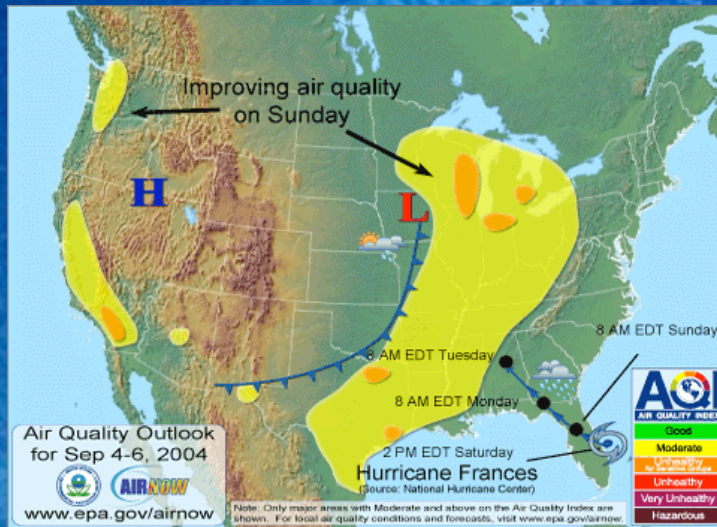 Improving air quality
on Sunday
H
L
8 AM EDT Sunday
8 AM EDT Tuesday
8 AM EDT Monday
2 PM EDT Saturday
Hurricane Frances
(Source: National Hurricane Center)
Air Quality Outlook
for Sep 4-6, 2004
AIRNOW
www.epa.gov/airnow
Note: Only major areas with Moderate and above on the Air Quality Index are
shown. For local air quality conditions and forecasts, visit www.epa.gov/airnow.
AQI
AIR QUALITY INDEX
Good
Moderate
Unhealthy
for Sensitive Groups
Unhealthy
Very Unhealthy
Hazardous